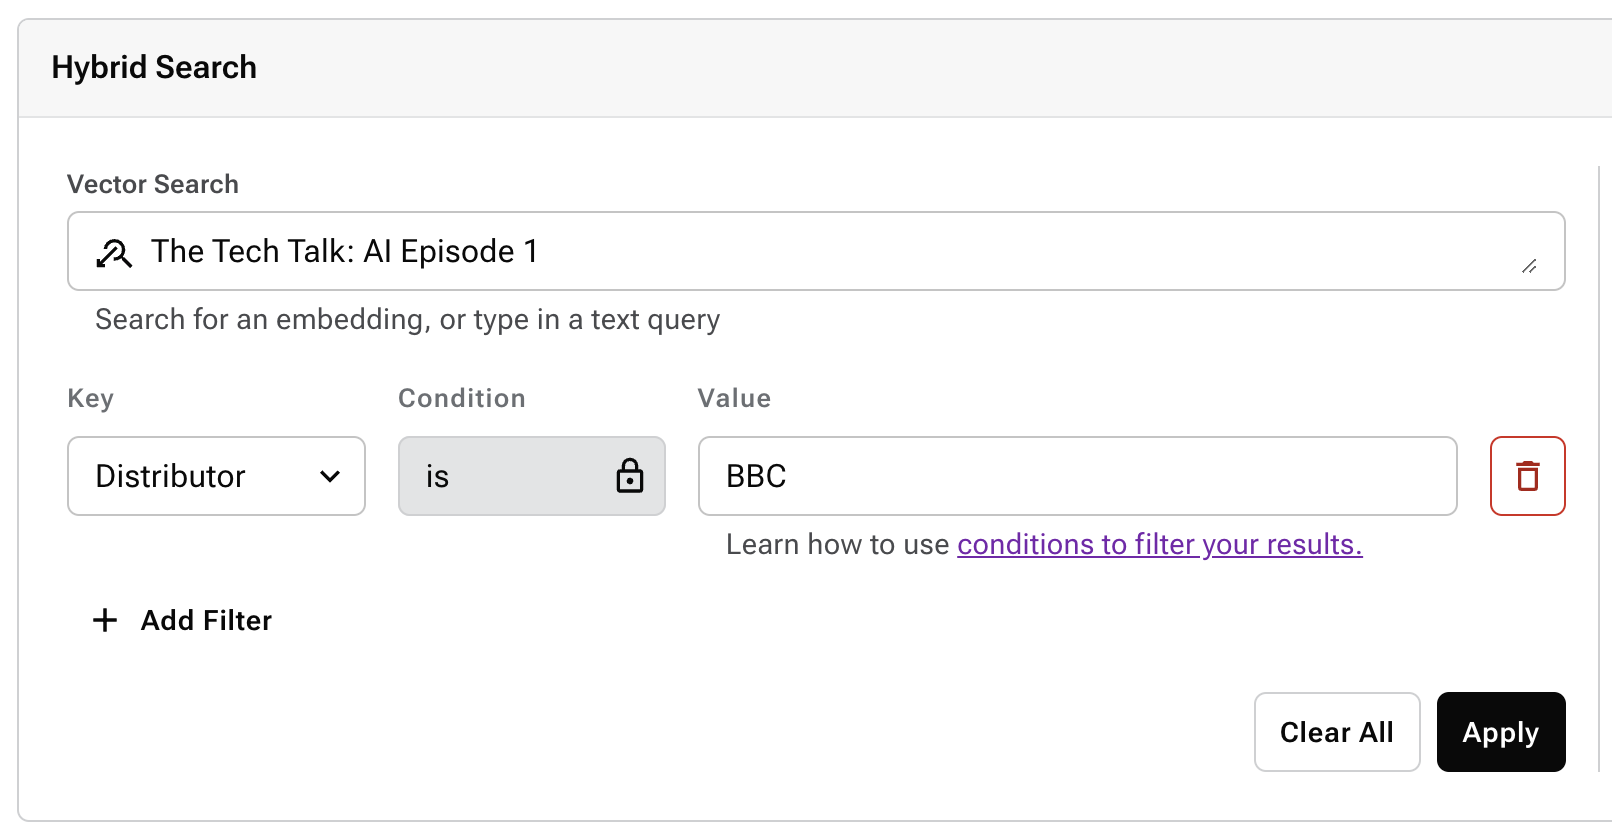 Hybrid Search
Vector Search
The Tech Talk: AI Episode 1
Search for an embedding, or type in a text query
Key Condition Value
Distributor is BBC
Learn how to use conditions to filter your results.
+ Add Filter
Clear All Apply